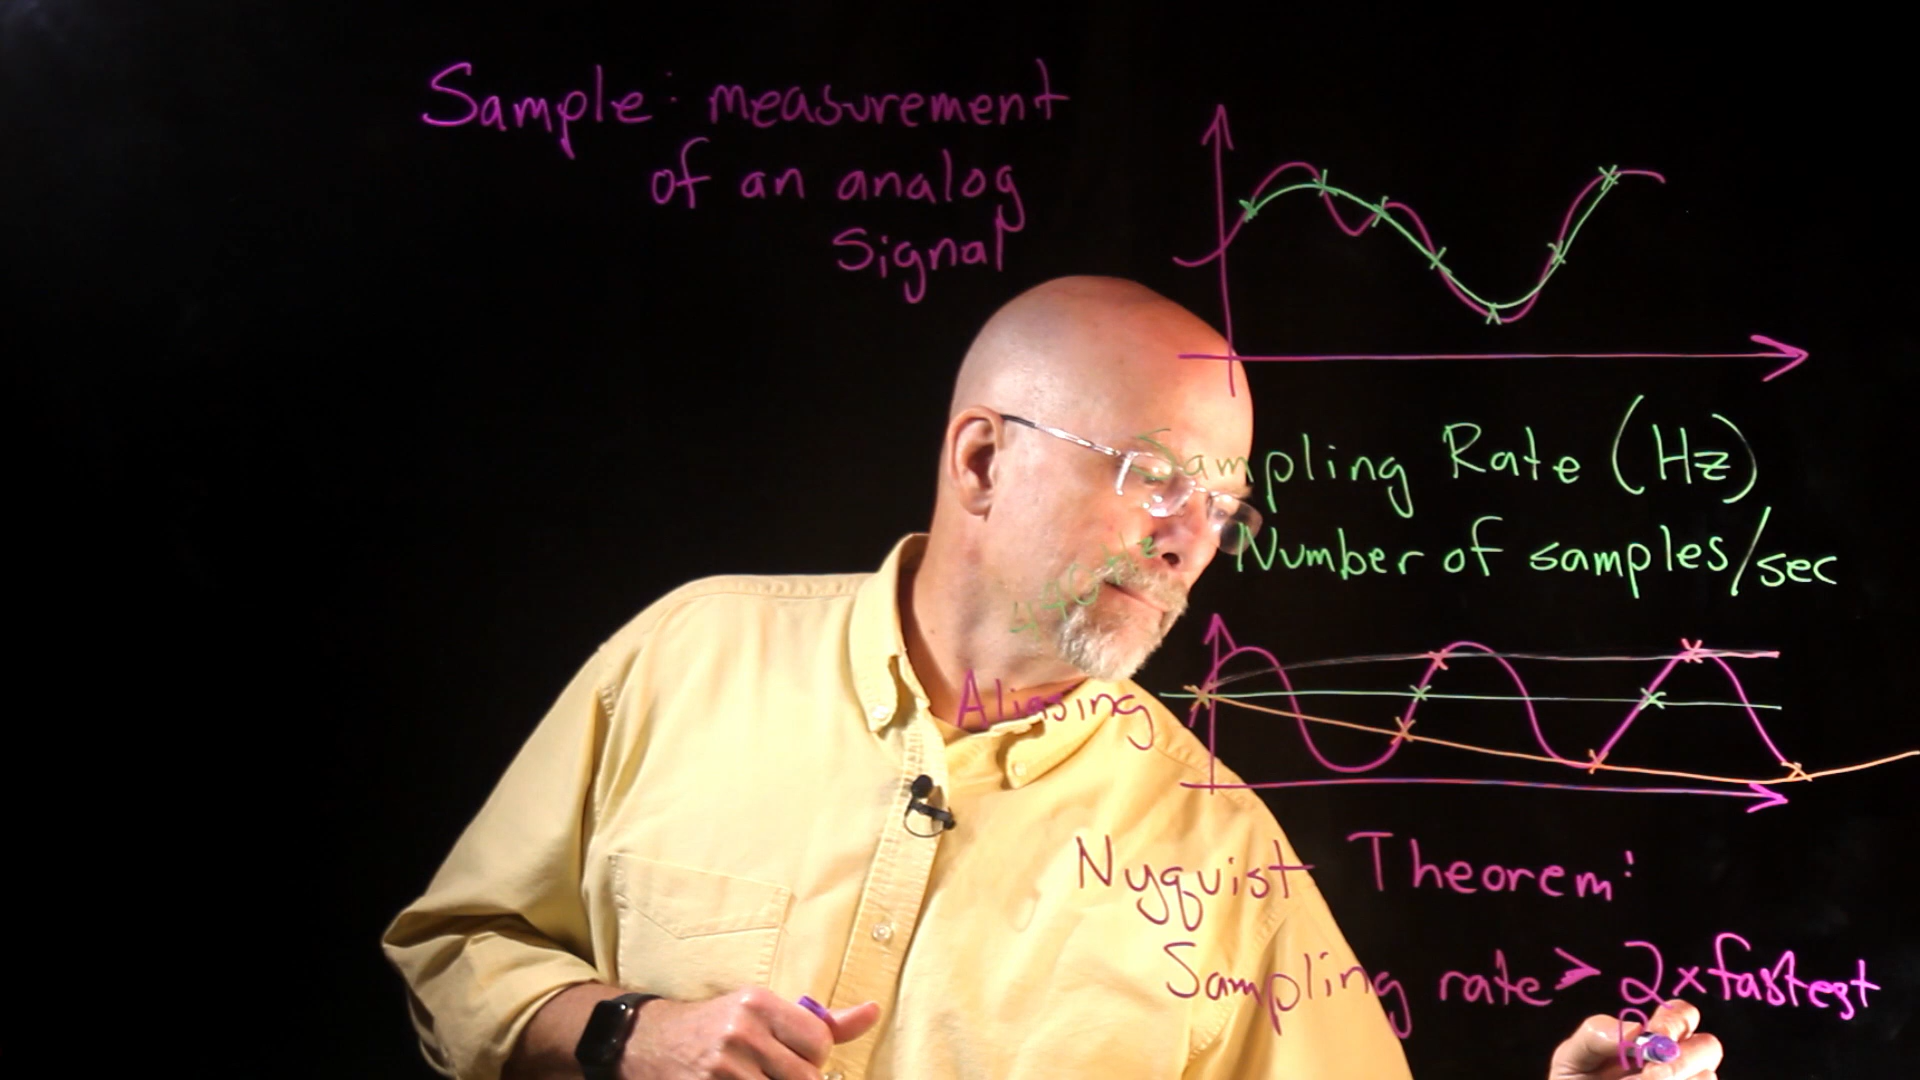 Sample: measurement
of an analog
Signal
Sampling Rate (Hz)
Number of samples/sec
Aliasing
Nyquist Theorem:
Sampling rate > 2 x fastest